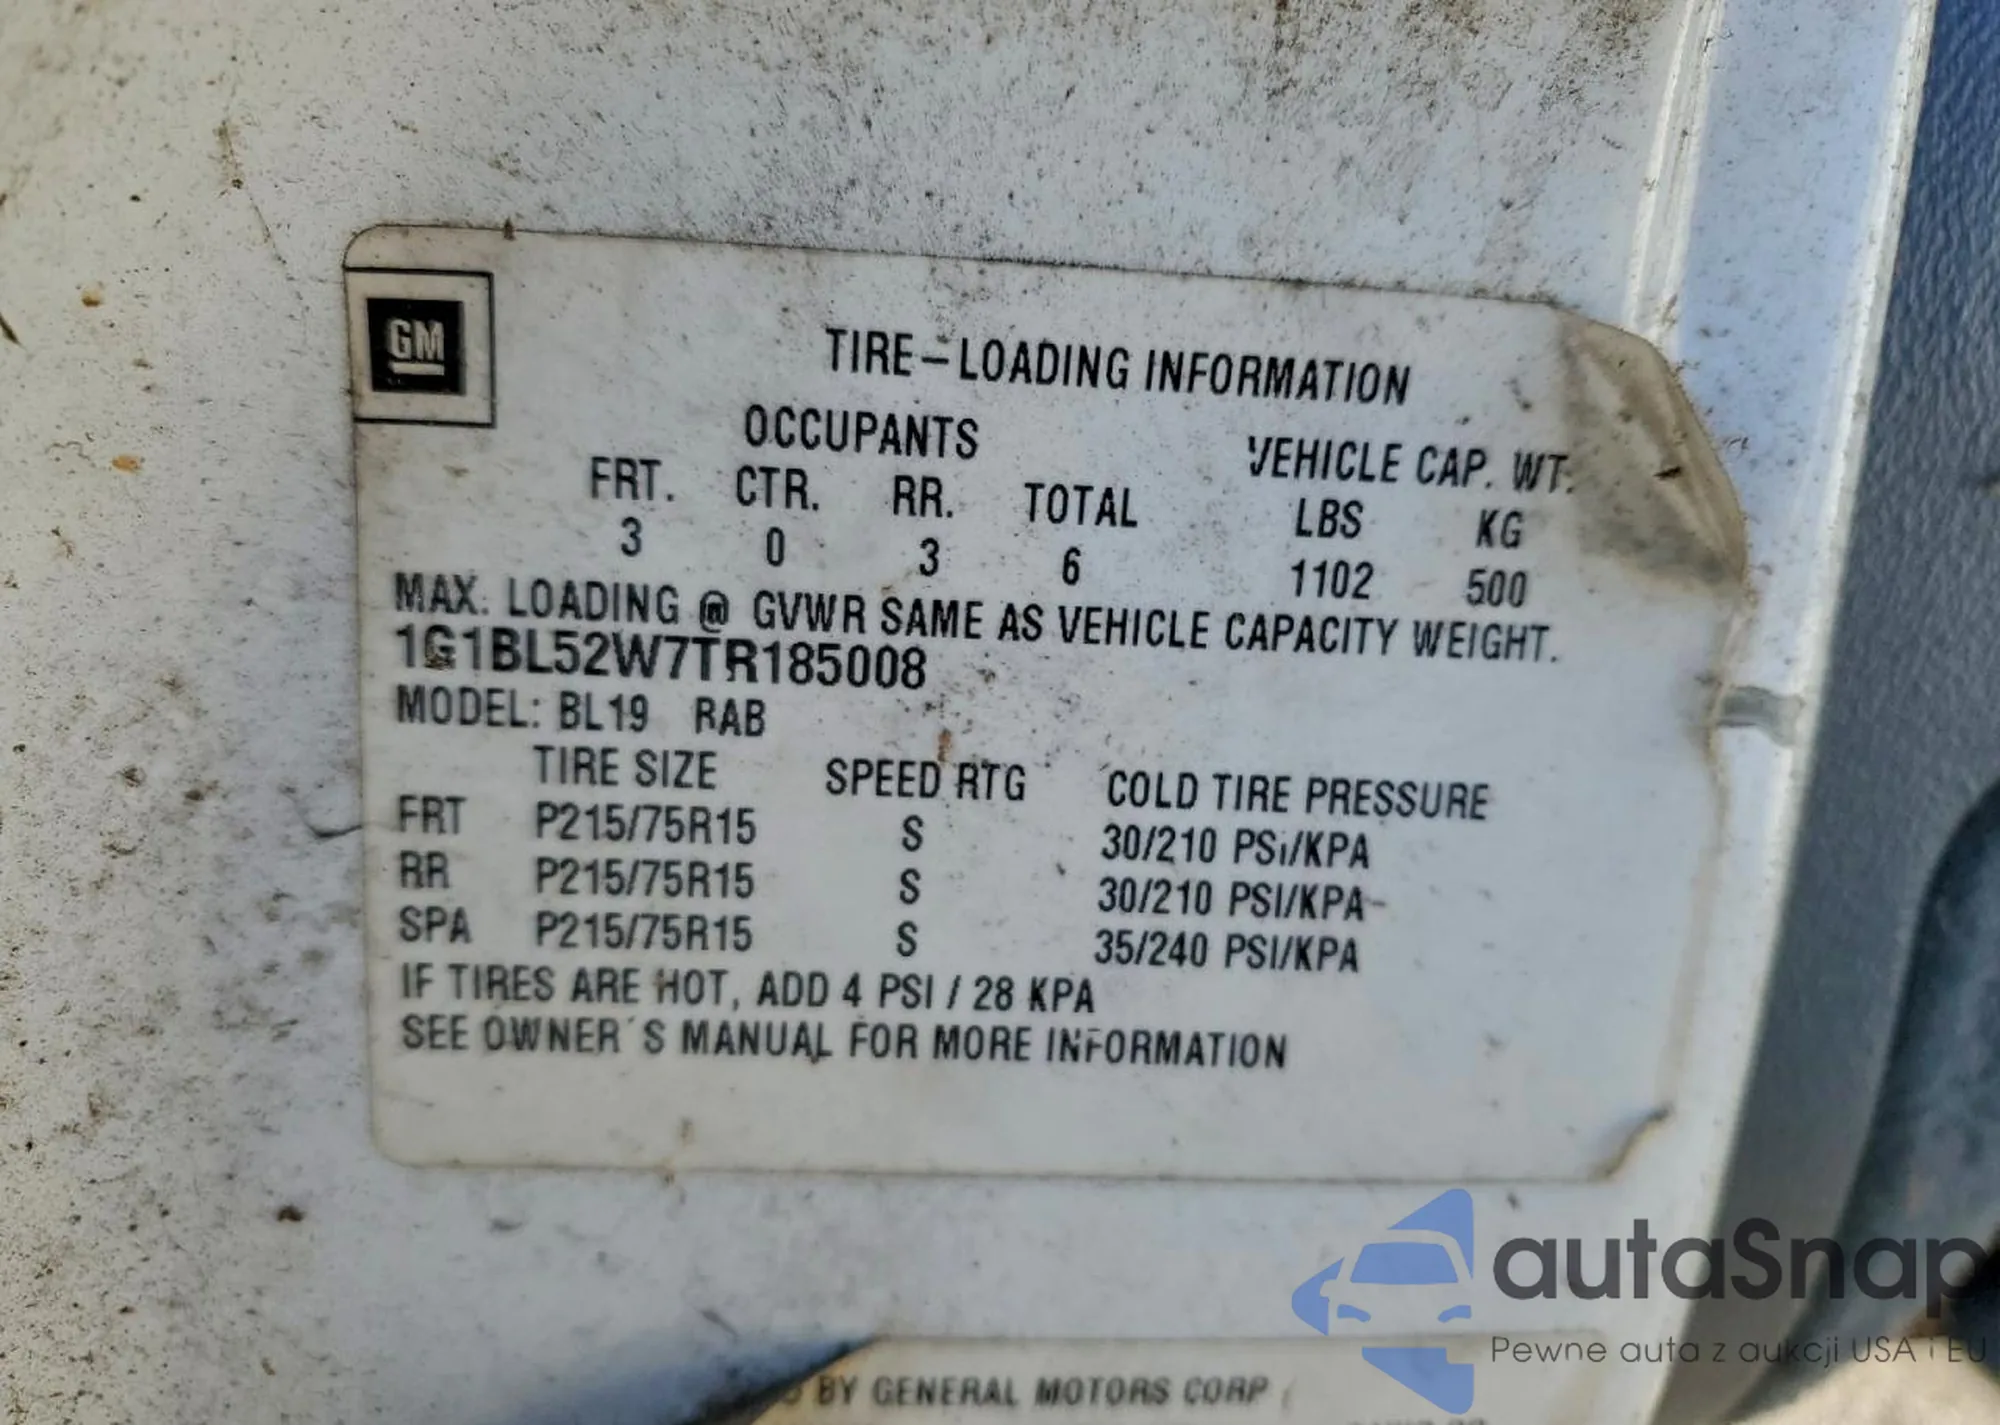 GM
TIRE-LOADING INFORMATION
OCCUPANTS VEHICLE CAP. WT.
FRT. CTR. RR. TOTAL LBS KG
3 0 3 6 1102 500
MAX. LOADING @ GVWR SAME AS VEHICLE CAPACITY WEIGHT.
1G1BL52W7TR185008
MODEL: BL19 RAB
TIRE SIZE SPEED RTG COLD TIRE PRESSURE
FRT P215/75R15 S 30/210 PSI/KPA
RR P215/75R15 S 30/210 PSI/KPA
SPA P215/75R15 S 35/240 PSI/KPA
IF TIRES ARE HOT, ADD 4 PSI / 28 KPA
SEE OWNER'S MANUAL FOR MORE INFORMATION
autaSnap
Pewne auta z aukcji USA i EU
BY GENERAL MOTORS CORP